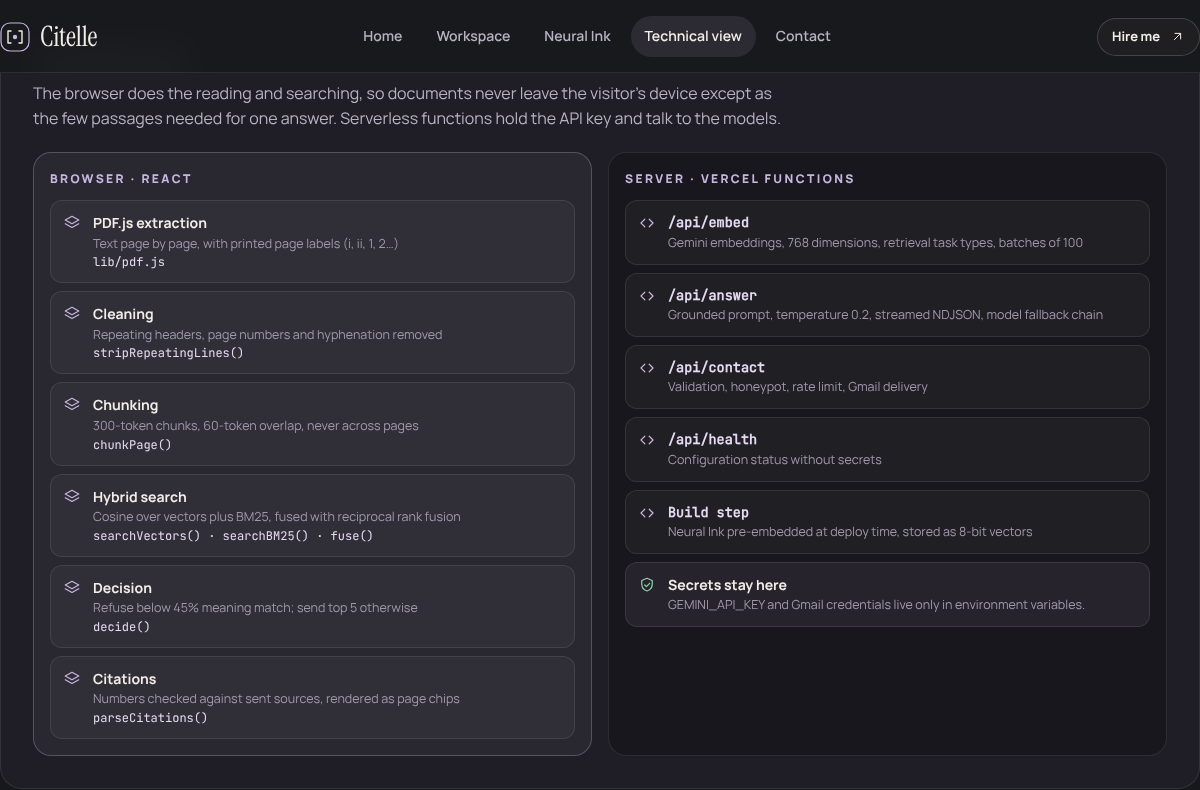 Citelle
Home
Workspace
Neural Ink
Technical view
Contact
Hire me
The browser does the reading and searching, so documents never leave the visitor's device except as
the few passages needed for one answer. Serverless functions hold the API key and talk to the models.
BROWSER · REACT
PDF.js extraction
Text page by page, with printed page labels (i, ii, 1, 2…)
lib/pdf.js
Cleaning
Repeating headers, page numbers and hyphenation removed
stripRepeatingLines()
Chunking
300-token chunks, 60-token overlap, never across pages
chunkPage()
Hybrid search
Cosine over vectors plus BM25, fused with reciprocal rank fusion
searchVectors() · searchBM25() · fuse()
Decision
Refuse below 45% meaning match; send top 5 otherwise
decide()
Citations
Numbers checked against sent sources, rendered as page chips
parseCitations()
SERVER · VERCEL FUNCTIONS
/api/embed
Gemini embeddings, 768 dimensions, retrieval task types, batches of 100
/api/answer
Grounded prompt, temperature 0.2, streamed NDJSON, model fallback chain
/api/contact
Validation, honeypot, rate limit, Gmail delivery
/api/health
Configuration status without secrets
Build step
Neural Ink pre-embedded at deploy time, stored as 8-bit vectors
Secrets stay here
GEMINI_API_KEY and Gmail credentials live only in environment variables.